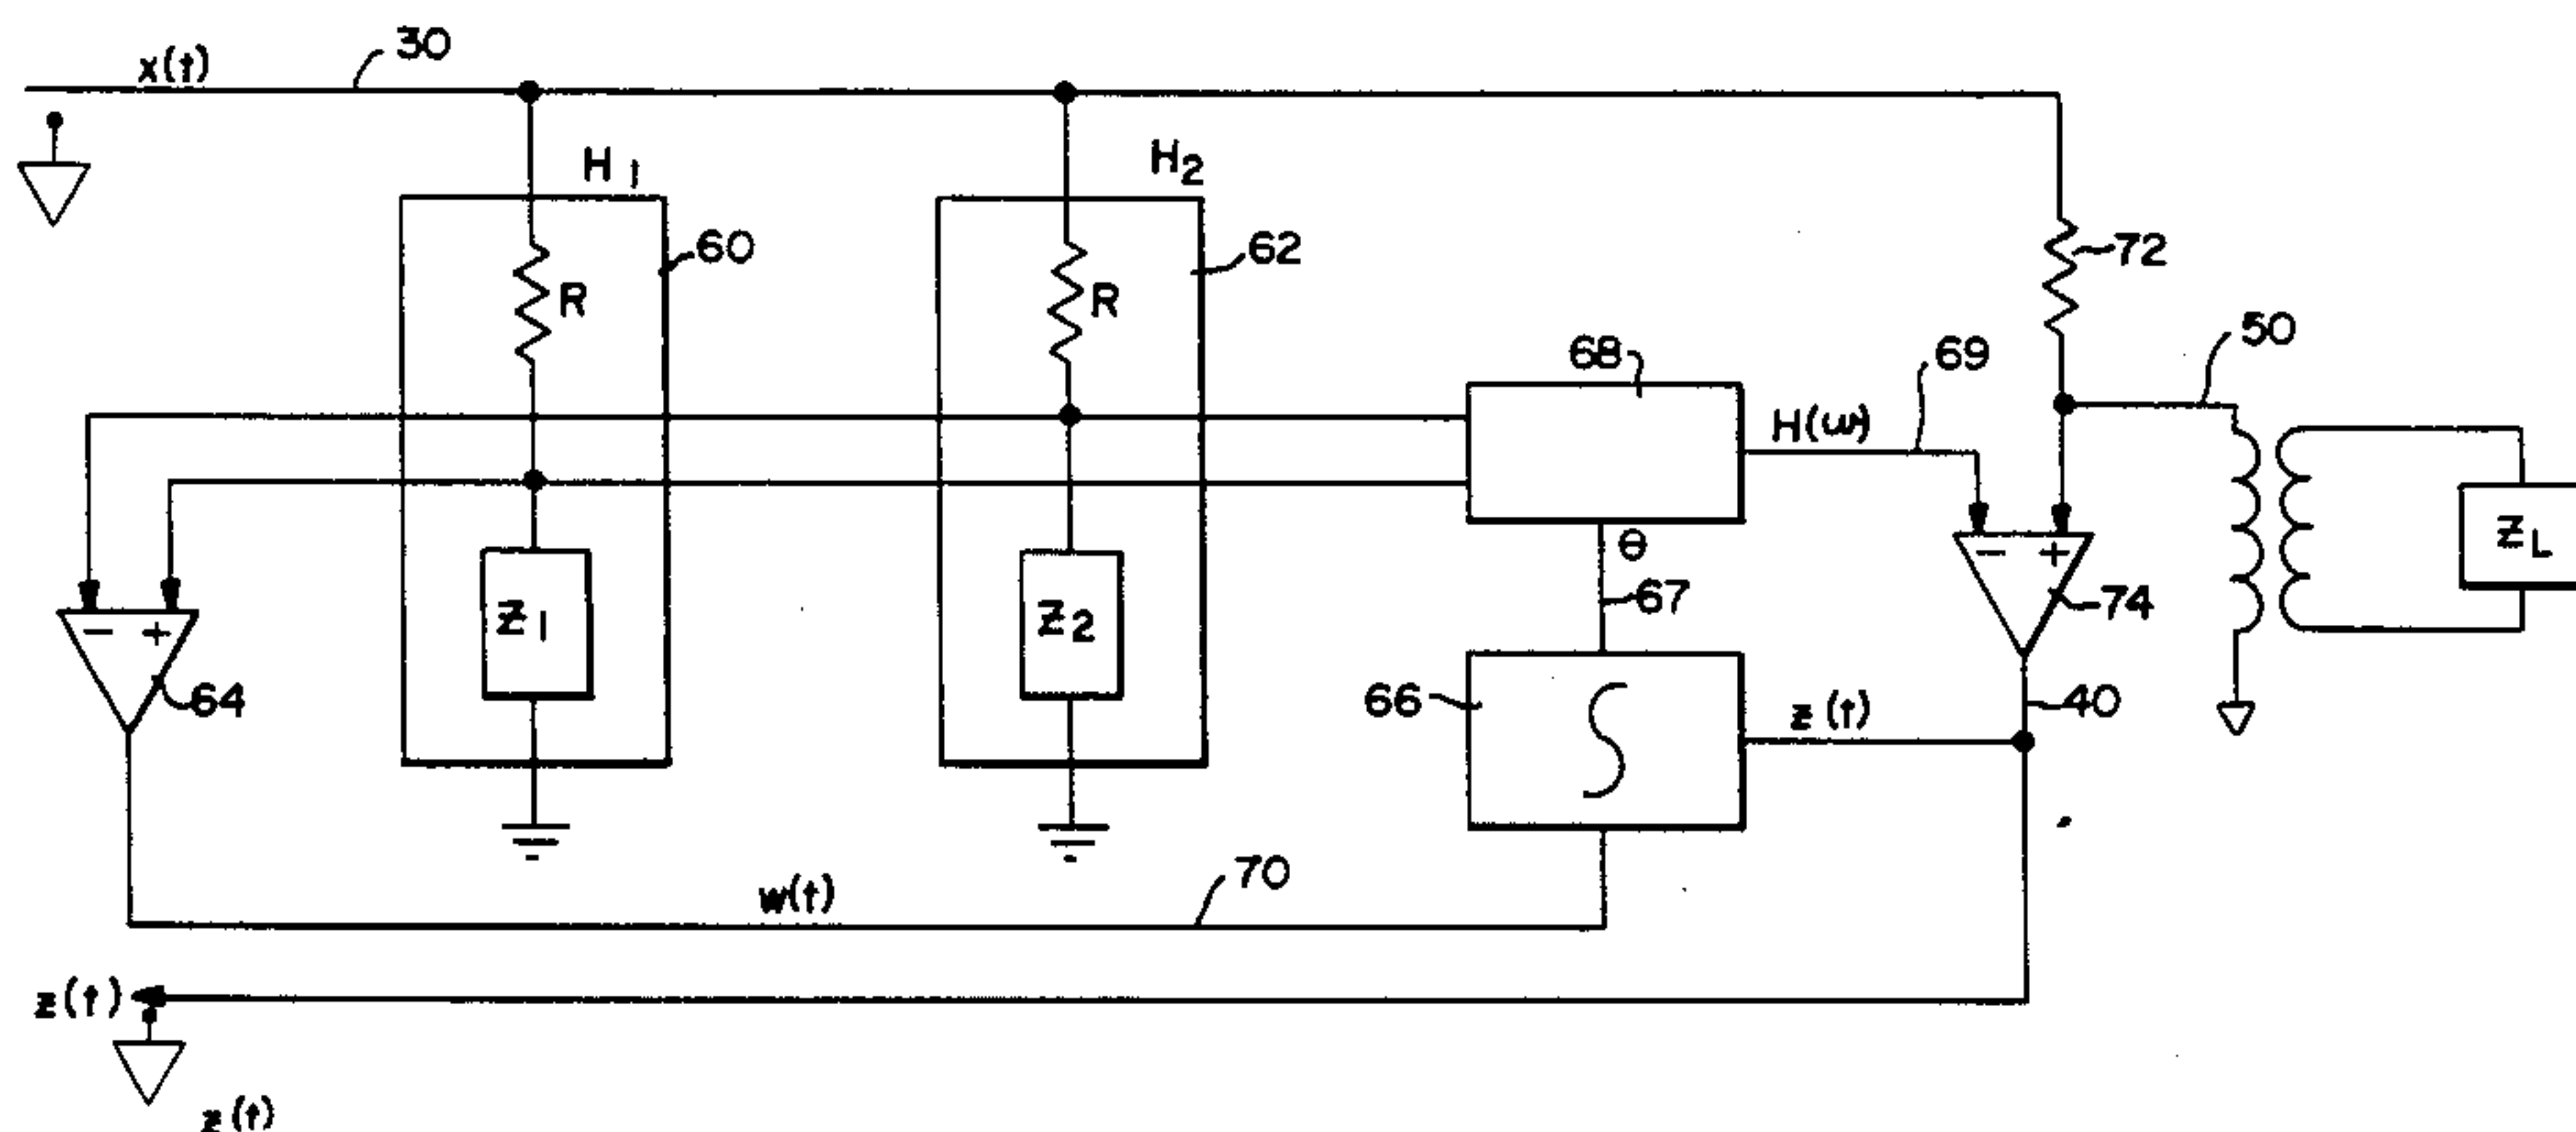 x(t)
30
H1
H2
60
62
R
R
72
50
68
69
H(ω)
θ
67
ZL
- +
74
Z1
Z2
- +
64
66
∫
z(t)
40
w(t)
70
z(t)
z(t)